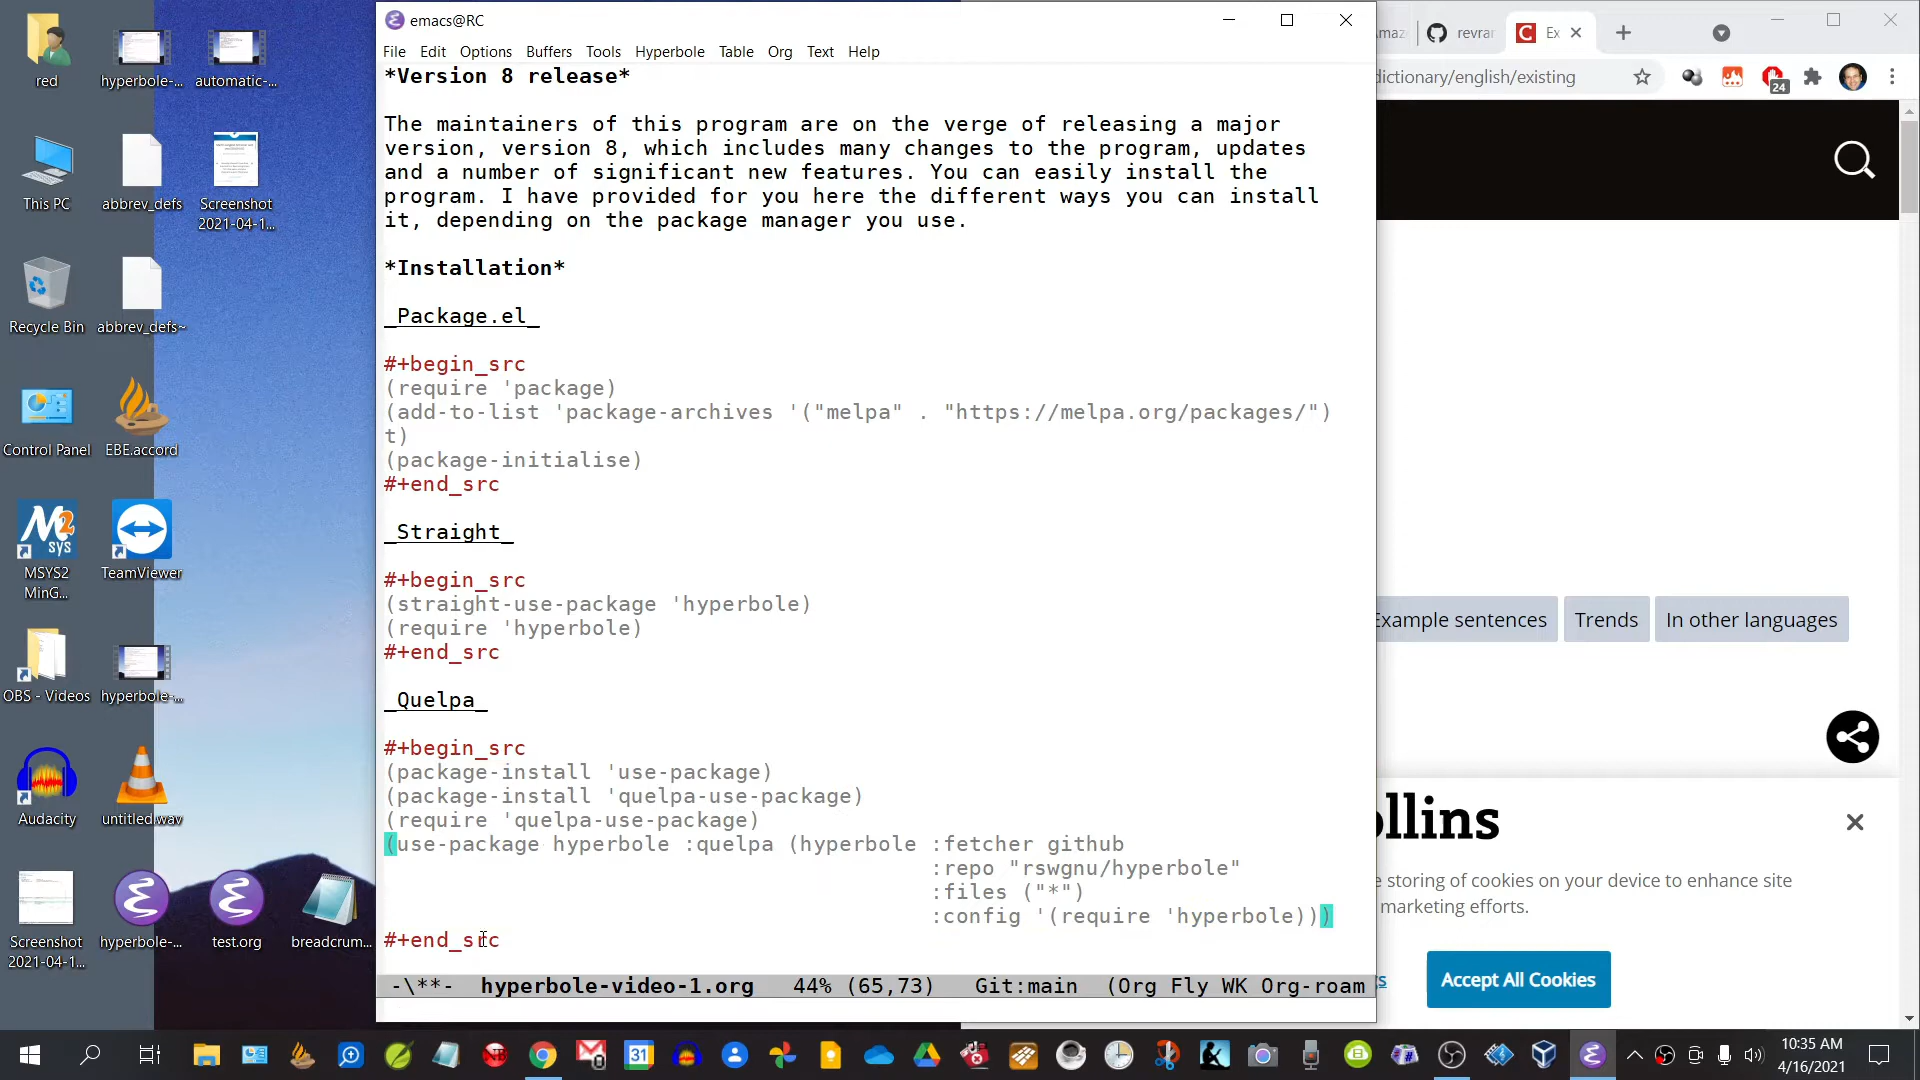 red
hyperbole-...
automatic-...
This PC
abbrev_defs
Screenshot
2021-04-1...
Recycle Bin
abbrev_defs~
Control Panel
EBE.accord
M2
sys
MSYS2
MinG...
TeamViewer
OBS - Videos
hyperbole-...
Audacity
untitled.wav
Screenshot
2021-04-1...
hyperbole-...
test.org
breadcrum...
emacs@RC
File Edit Options Buffers Tools Hyperbole Table Org Text Help
*Version 8 release*
The maintainers of this program are on the verge of releasing a major
version, version 8, which includes many changes to the program, updates
and a number of significant new features. You can easily install the
program. I have provided for you here the different ways you can install
it, depending on the package manager you use.
*Installation*
_Package.el_
#+begin_src
(require 'package)
(add-to-list 'package-archives '("melpa" . "https://melpa.org/packages/")
t)
(package-initialise)
#+end_src
_Straight_
#+begin_src
(straight-use-package 'hyperbole)
(require 'hyperbole)
#+end_src
_Quelpa_
#+begin_src
(package-install 'use-package)
(package-install 'quelpa-use-package)
(require 'quelpa-use-package)
(use-package hyperbole :quelpa (hyperbole :fetcher github
:repo "rswgnu/hyperbole"
:files ("*")
:config '(require 'hyperbole)))
#+end_src
-\**- hyperbole-video-1.org 44% (65,73) Git:main (Org Fly WK Org-roam
maz
revrar
C Ex
dictionary/english/existing
24
Example sentences
Trends
In other languages
ollins
e storing of cookies on your device to enhance site
marketing efforts.
Accept All Cookies
31
10:35 AM
4/16/2021